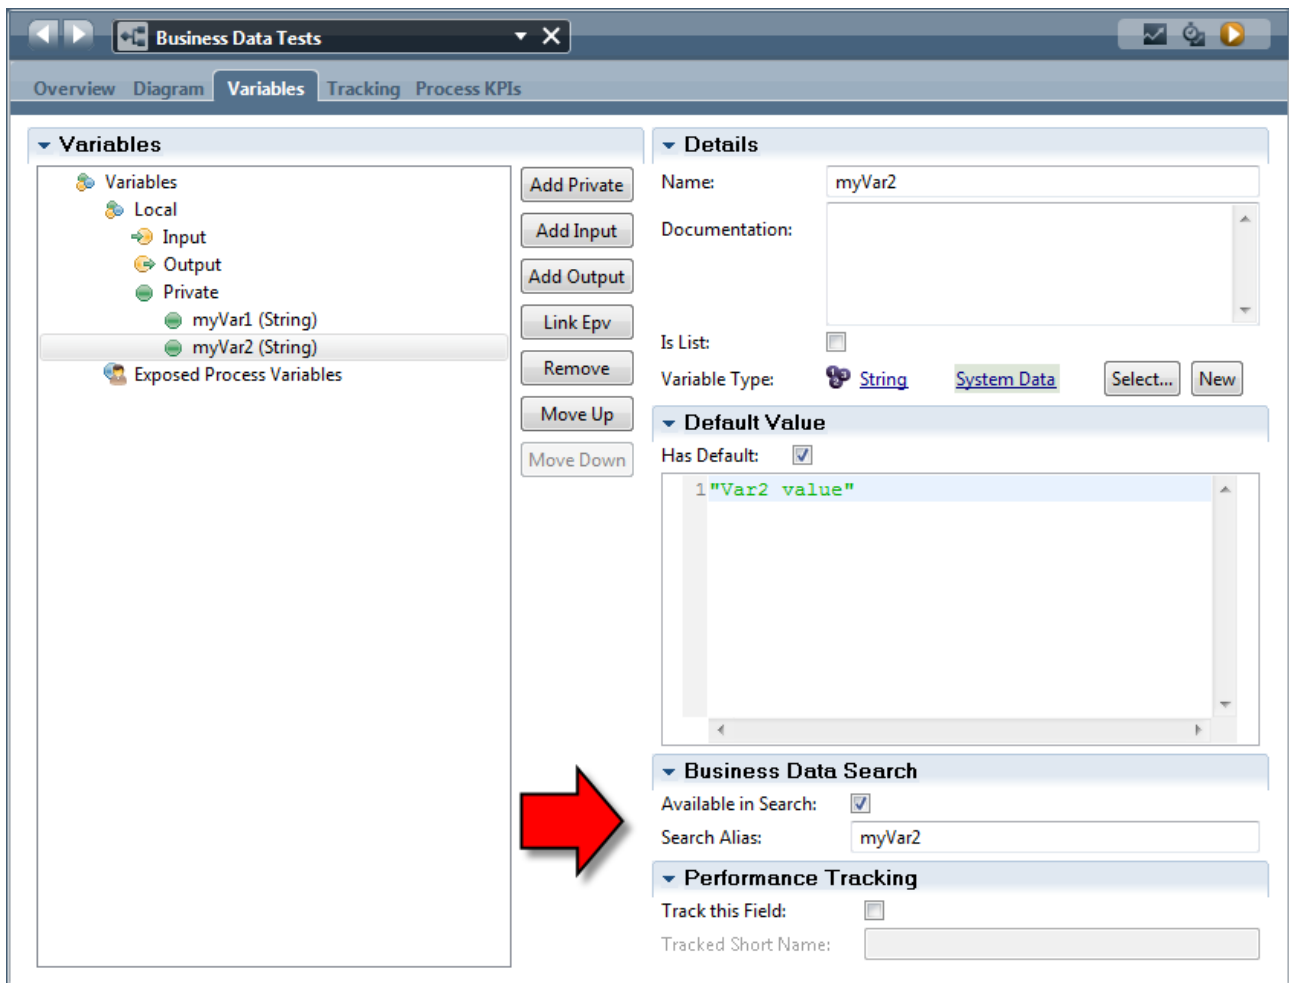 Business Data Tests
Overview Diagram Variables Tracking Process KPIs
Variables
Variables
Local
Input
Output
Private
myVar1 (String)
myVar2 (String)
Exposed Process Variables
Add Private
Add Input
Add Output
Link Epv
Remove
Move Up
Move Down
Details
Name: myVar2
Documentation:
Is List:
Variable Type: String System Data Select... New
Default Value
Has Default:
1 "Var2 value"
Business Data Search
Available in Search:
Search Alias: myVar2
Performance Tracking
Track this Field:
Tracked Short Name: